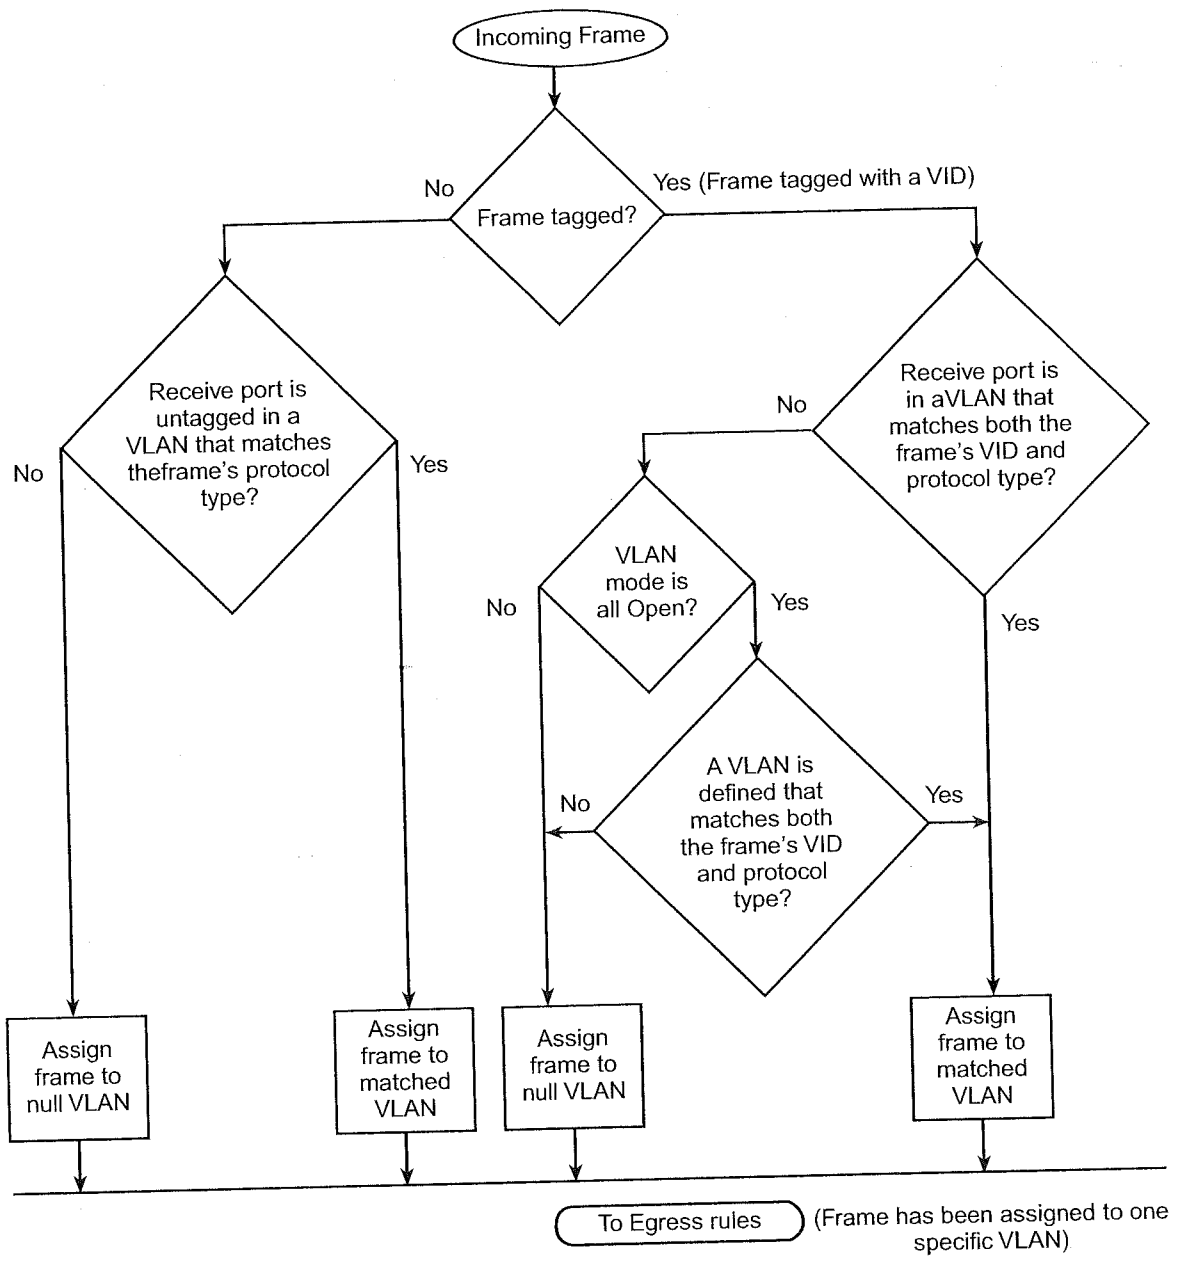 Incoming Frame
No
Yes (Frame tagged with a VID)
Frame tagged?
Receive port is
untagged in a
VLAN that matches
theframe's protocol
type?
No
Yes
Receive port is
in aVLAN that
matches both the
frame's VID and
protocol type?
No
Yes
VLAN
mode is
all Open?
No
Yes
A VLAN is
defined that
matches both
the frame's VID
and protocol
type?
No
Yes
Assign
frame to
null VLAN
Assign
frame to
matched
VLAN
Assign
frame to
null VLAN
Assign
frame to
matched
VLAN
To Egress rules
(Frame has been assigned to one
specific VLAN)